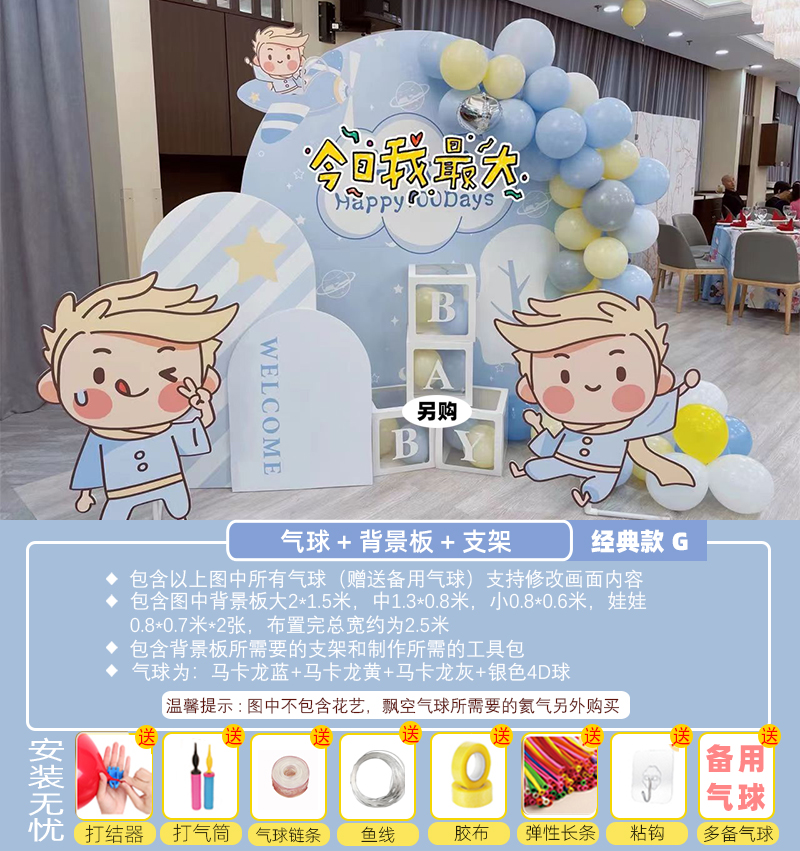 今日我最大
Happy 100Days
WELCOME
B
A
B Y
另购
气球 + 背景板 + 支架
经典款 G
◆ 包含以上图中所有气球（赠送备用气球）支持修改画面内容
◆ 包含图中背景板大2*1.5米，中1.3*0.8米，小0.8*0.6米，娃娃
0.8*0.7米*2张，布置完总宽约为2.5米
◆ 包含背景板所需要的支架和制作所需的工具包
◆ 气球为：马卡龙蓝+马卡龙黄+马卡龙灰+银色4D球
温馨提示 : 图中不包含花艺，飘空气球所需要的氦气另外购买
安装无忧
送 送 送 送 送 送 送 送
备用
气球
打结器 打气筒 气球链条 鱼线 胶布 弹性长条 粘钩 多备气球